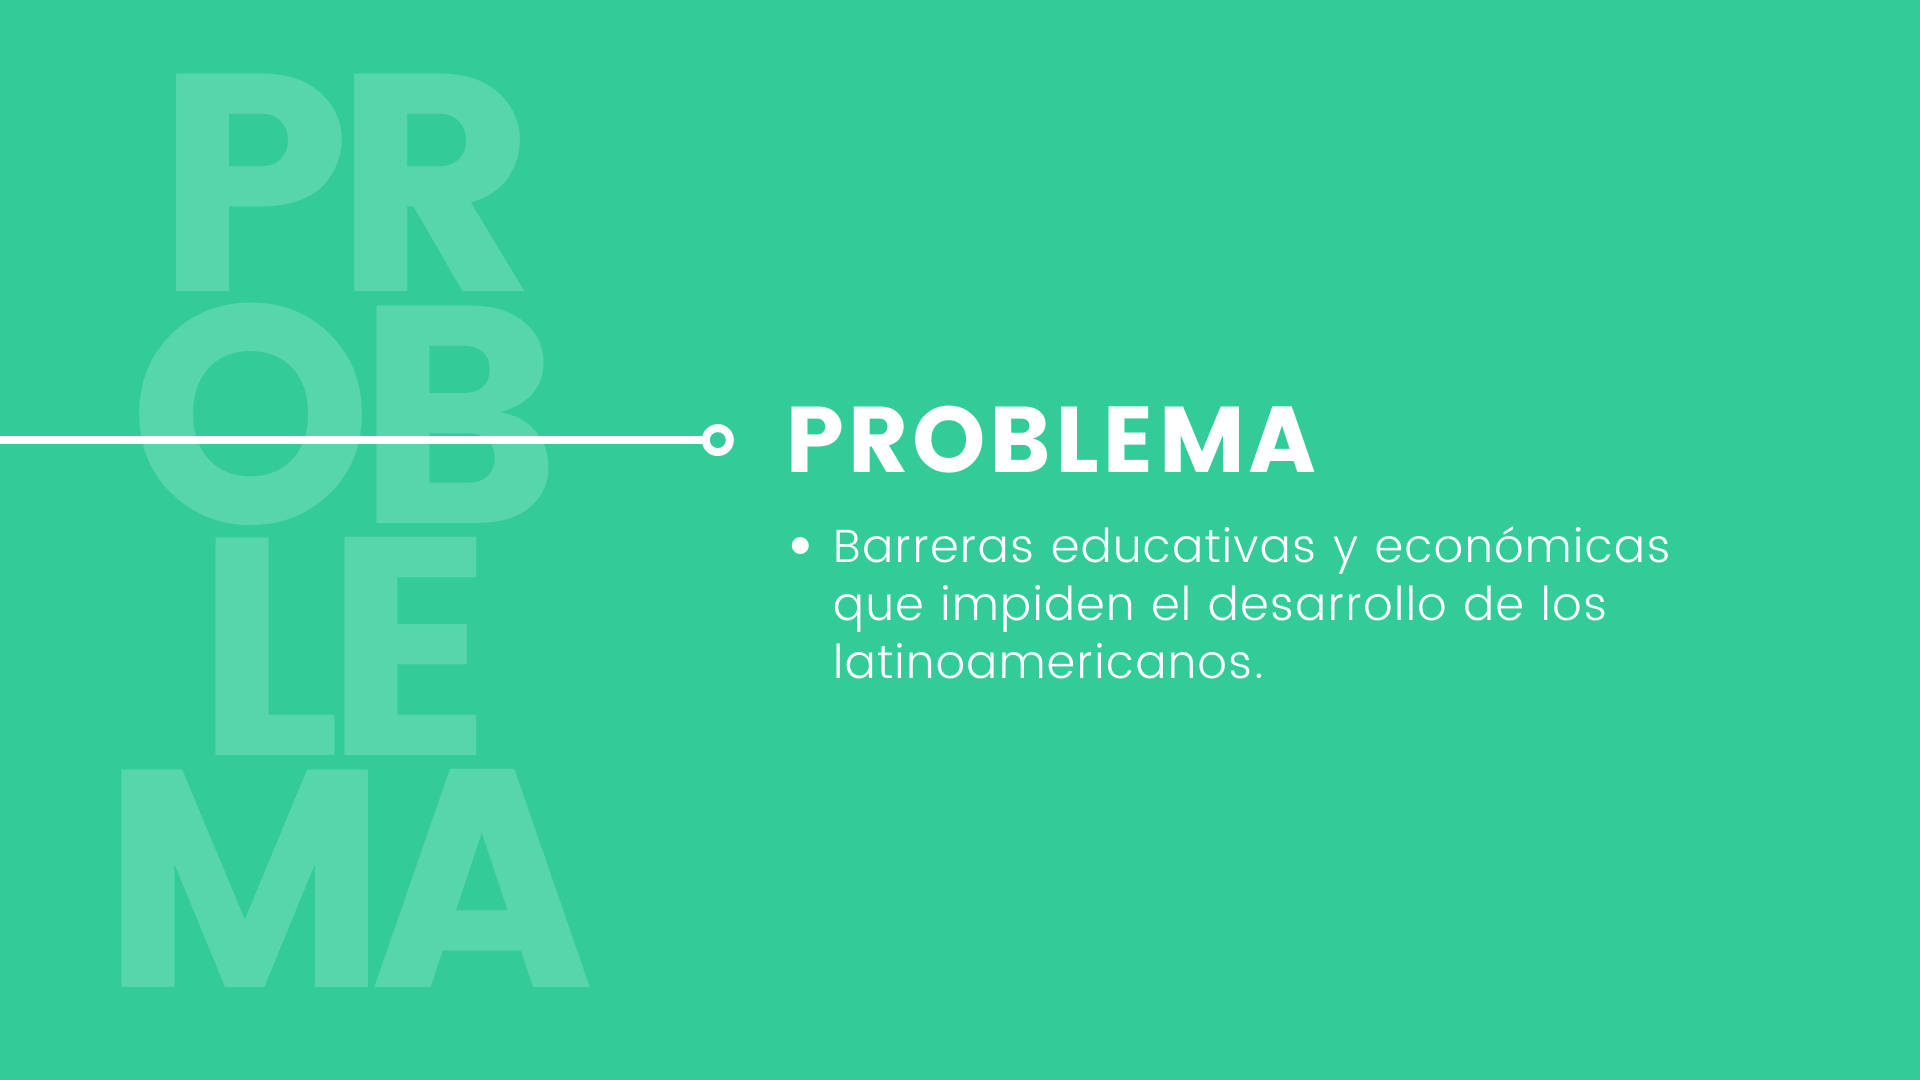 PR
OB
LE
MA
PROBLEMA
• Barreras educativas y económicas
que impiden el desarrollo de los
latinoamericanos.